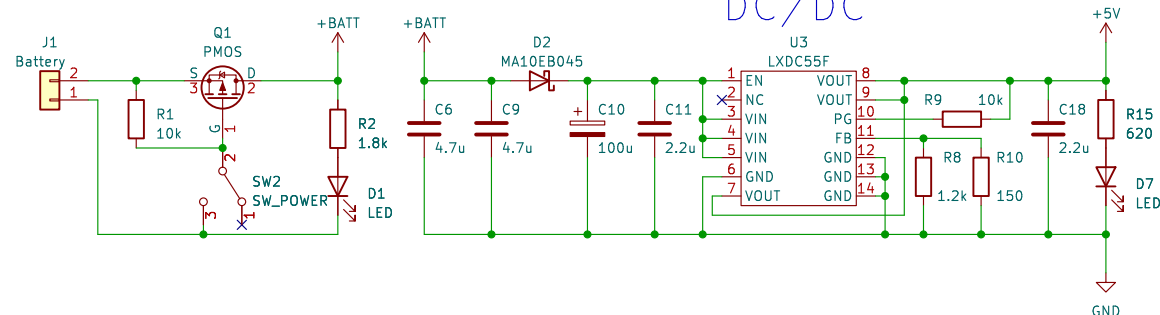 DC/DC
J1
Battery
2
1
Q1
PMOS
S
3
D
2
G
1
R1
10k
2
SW2
SW_POWER
3
1
+BATT
R2
1.8k
D1
LED
+BATT
C6
4.7u
C9
4.7u
D2
MA10EB045
+
C10
100u
C11
2.2u
U3
LXDC55F
1 EN
2 NC
3 VIN
4 VIN
5 VIN
6 GND
7 VOUT
VOUT 8
VOUT 9
PG 10
FB 11
GND 12
GND 13
GND 14
R9
10k
R8
1.2k
R10
150
C18
2.2u
+5V
R15
620
D7
LED
GND